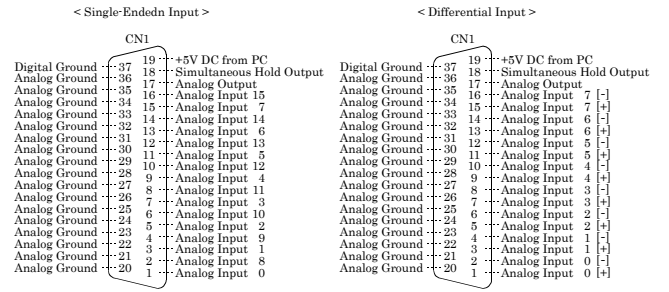 < Single-Endedn Input >
CN1
19 +5V DC from PC
Digital Ground 37
18 Simultaneous Hold Output
Analog Ground 36
17 Analog Output
Analog Ground 35
16 Analog Input 15
Analog Ground 34
15 Analog Input 7
Analog Ground 33
14 Analog Input 14
Analog Ground 32
13 Analog Input 6
Analog Ground 31
12 Analog Input 13
Analog Ground 30
11 Analog Input 5
Analog Ground 29
10 Analog Input 12
Analog Ground 28
9 Analog Input 4
Analog Ground 27
8 Analog Input 11
Analog Ground 26
7 Analog Input 3
Analog Ground 25
6 Analog Input 10
Analog Ground 24
5 Analog Input 2
Analog Ground 23
4 Analog Input 9
Analog Ground 22
3 Analog Input 1
Analog Ground 21
2 Analog Input 8
Analog Ground 20
1 Analog Input 0
< Differential Input >
CN1
19 +5V DC from PC
Digital Ground 37
18 Simultaneous Hold Output
Analog Ground 36
17 Analog Output
Analog Ground 35
16 Analog Input 7 [-]
Analog Ground 34
15 Analog Input 7 [+]
Analog Ground 33
14 Analog Input 6 [-]
Analog Ground 32
13 Analog Input 6 [+]
Analog Ground 31
12 Analog Input 5 [-]
Analog Ground 30
11 Analog Input 5 [+]
Analog Ground 29
10 Analog Input 4 [-]
Analog Ground 28
9 Analog Input 4 [+]
Analog Ground 27
8 Analog Input 3 [-]
Analog Ground 26
7 Analog Input 3 [+]
Analog Ground 25
6 Analog Input 2 [-]
Analog Ground 24
5 Analog Input 2 [+]
Analog Ground 23
4 Analog Input 1 [-]
Analog Ground 22
3 Analog Input 1 [+]
Analog Ground 21
2 Analog Input 0 [-]
Analog Ground 20
1 Analog Input 0 [+]